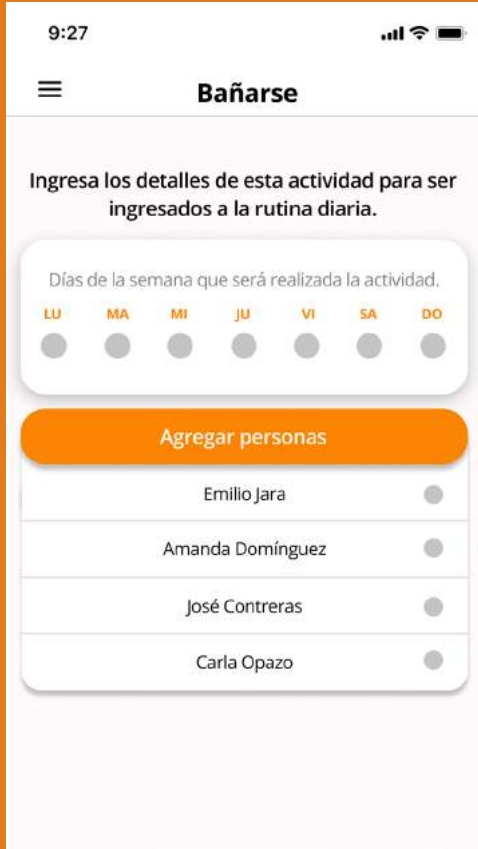 9:27
Bañarse
Ingresa los detalles de esta actividad para ser
ingresados a la rutina diaria.
Días de la semana que será realizada la actividad.
LU MA MI JU VI SA DO
Agregar personas
Emilio Jara
Amanda Domínguez
José Contreras
Carla Opazo